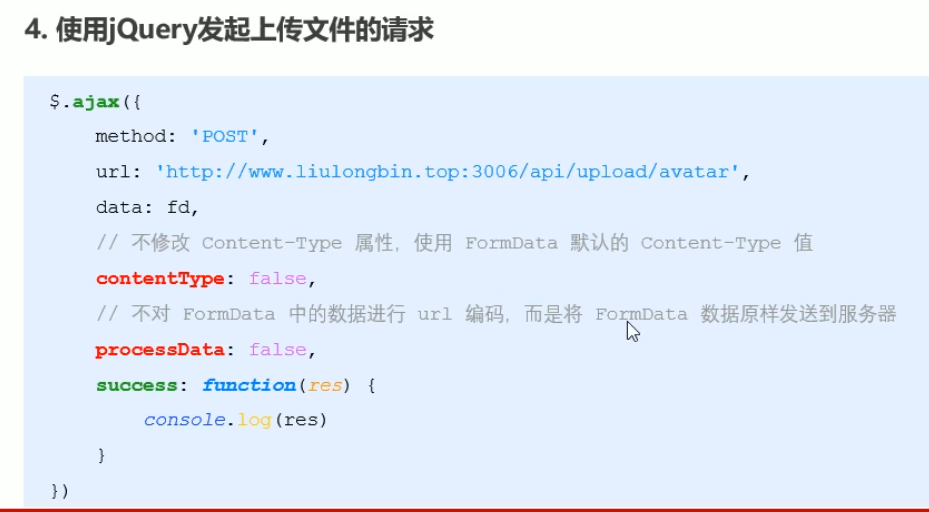 4. 使用jQuery发起上传文件的请求
$.ajax({
    method: 'POST',
    url: 'http://www.liulongbin.top:3006/api/upload/avatar',
    data: fd,
    // 不修改 Content-Type 属性，使用 FormData 默认的 Content-Type 值
    contentType: false,
    // 不对 FormData 中的数据进行 url 编码，而是将 FormData 数据原样发送到服务器
    processData: false,
    success: function(res) {
        console.log(res)
    }
})